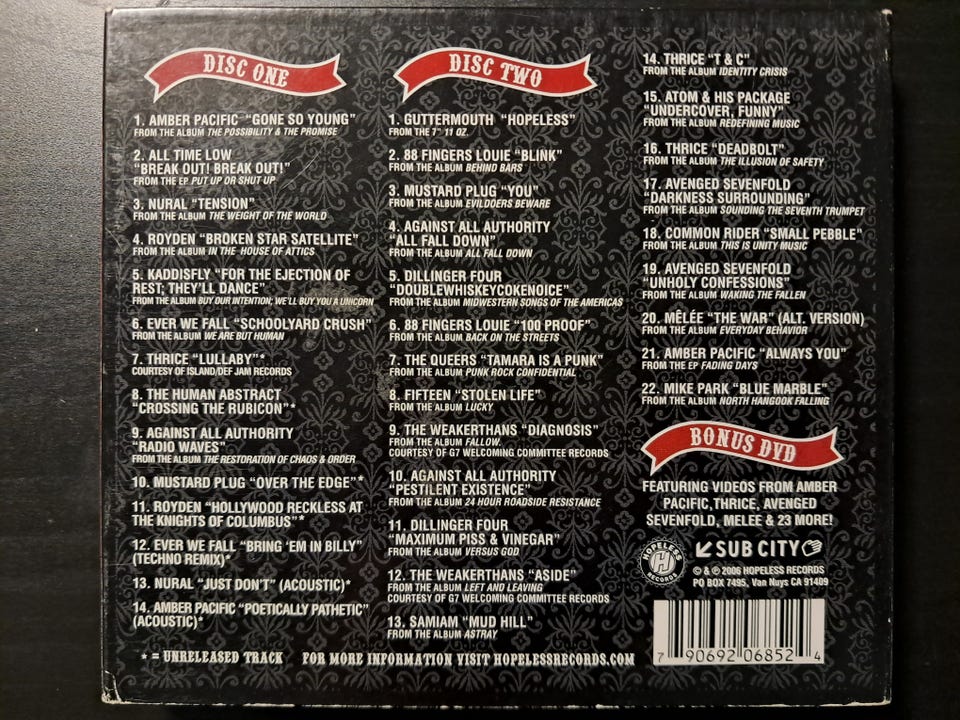 DISC ONE
1. AMBER PACIFIC "GONE SO YOUNG"
FROM THE ALBUM THE POSSIBILITY & THE PROMISE
2. ALL TIME LOW
"BREAK OUT! BREAK OUT!"
FROM THE EP PUT UP OR SHUT UP
3. NURAL "TENSION"
FROM THE ALBUM THE WEIGHT OF THE WORLD
4. ROYDEN "BROKEN STAR SATELLITE"
FROM THE ALBUM IN THE HOUSE OF ATTICS
5. KADDISFLY "FOR THE EJECTION OF
REST; THEY'LL DANCE"
FROM THE ALBUM BUY OUR INTENTION; WE'LL BUY YOU A UNICORN
6. EVER WE FALL "SCHOOLYARD CRUSH"
FROM THE ALBUM WE ARE BUT HUMAN
7. THRICE "LULLABY"*
COURTESY OF ISLAND/DEF JAM RECORDS
8. THE HUMAN ABSTRACT
"CROSSING THE RUBICON"*
9. AGAINST ALL AUTHORITY
"RADIO WAVES"
FROM THE ALBUM THE RESTORATION OF CHAOS & ORDER
10. MUSTARD PLUG "OVER THE EDGE"*
11. ROYDEN "HOLLYWOOD RECKLESS AT
THE KNIGHTS OF COLUMBUS"*
12. EVER WE FALL "BRING 'EM IN BILLY"
(TECHNO REMIX)*
13. NURAL "JUST DON'T" (ACOUSTIC)*
14. AMBER PACIFIC "POETICALLY PATHETIC"
(ACOUSTIC)*
DISC TWO
1. GUTTERMOUTH "HOPELESS"
FROM THE 7" 11 OZ.
2. 88 FINGERS LOUIE "BLINK"
FROM THE ALBUM BEHIND BARS
3. MUSTARD PLUG "YOU"
FROM THE ALBUM EVILDOERS BEWARE
4. AGAINST ALL AUTHORITY
"ALL FALL DOWN"
FROM THE ALBUM ALL FALL DOWN
5. DILLINGER FOUR
"DOUBLEWHISKEYCOKENOICE"
FROM THE ALBUM MIDWESTERN SONGS OF THE AMERICAS
6. 88 FINGERS LOUIE "100 PROOF"
FROM THE ALBUM BACK ON THE STREETS
7. THE QUEERS "TAMARA IS A PUNK"
FROM THE ALBUM PUNK ROCK CONFIDENTIAL
8. FIFTEEN "STOLEN LIFE"
FROM THE ALBUM LUCKY
9. THE WEAKERTHANS "DIAGNOSIS"
FROM THE ALBUM FALLOW.
COURTESY OF G7 WELCOMING COMMITTEE RECORDS
10. AGAINST ALL AUTHORITY
"PESTILENT EXISTENCE"
FROM THE ALBUM 24 HOUR ROADSIDE RESISTANCE
11. DILLINGER FOUR
"MAXIMUM PISS & VINEGAR"
FROM THE ALBUM VERSUS GOD
12. THE WEAKERTHANS "ASIDE"
FROM THE ALBUM LEFT AND LEAVING
COURTESY OF G7 WELCOMING COMMITTEE RECORDS
13. SAMIAM "MUD HILL"
FROM THE ALBUM ASTRAY
14. THRICE "T & C"
FROM THE ALBUM IDENTITY CRISIS
15. ATOM & HIS PACKAGE
"UNDERCOVER, FUNNY"
FROM THE ALBUM REDEFINING MUSIC
16. THRICE "DEADBOLT"
FROM THE ALBUM THE ILLUSION OF SAFETY
17. AVENGED SEVENFOLD
"DARKNESS SURROUNDING"
FROM THE ALBUM SOUNDING THE SEVENTH TRUMPET
18. COMMON RIDER "SMALL PEBBLE"
FROM THE ALBUM THIS IS UNITY MUSIC
19. AVENGED SEVENFOLD
"UNHOLY CONFESSIONS"
FROM THE ALBUM WAKING THE FALLEN
20. MÊLÉE "THE WAR" (ALT. VERSION)
FROM THE ALBUM EVERYDAY BEHAVIOR
21. AMBER PACIFIC "ALWAYS YOU"
FROM THE EP FADING DAYS
22. MIKE PARK "BLUE MARBLE"
FROM THE ALBUM NORTH HANGOOK FALLING
BONUS DVD
FEATURING VIDEOS FROM AMBER
PACIFIC,THRICE, AVENGED
SEVENFOLD, MELEE & 23 MORE!
HOPELESS
H
RECORDS
SUB CITY
© & ℗ 2006 HOPELESS RECORDS
PO BOX 7495, Van Nuys CA 91409
7 90692 06852 4
* = UNRELEASED TRACK FOR MORE INFORMATION VISIT HOPELESSRECORDS.COM